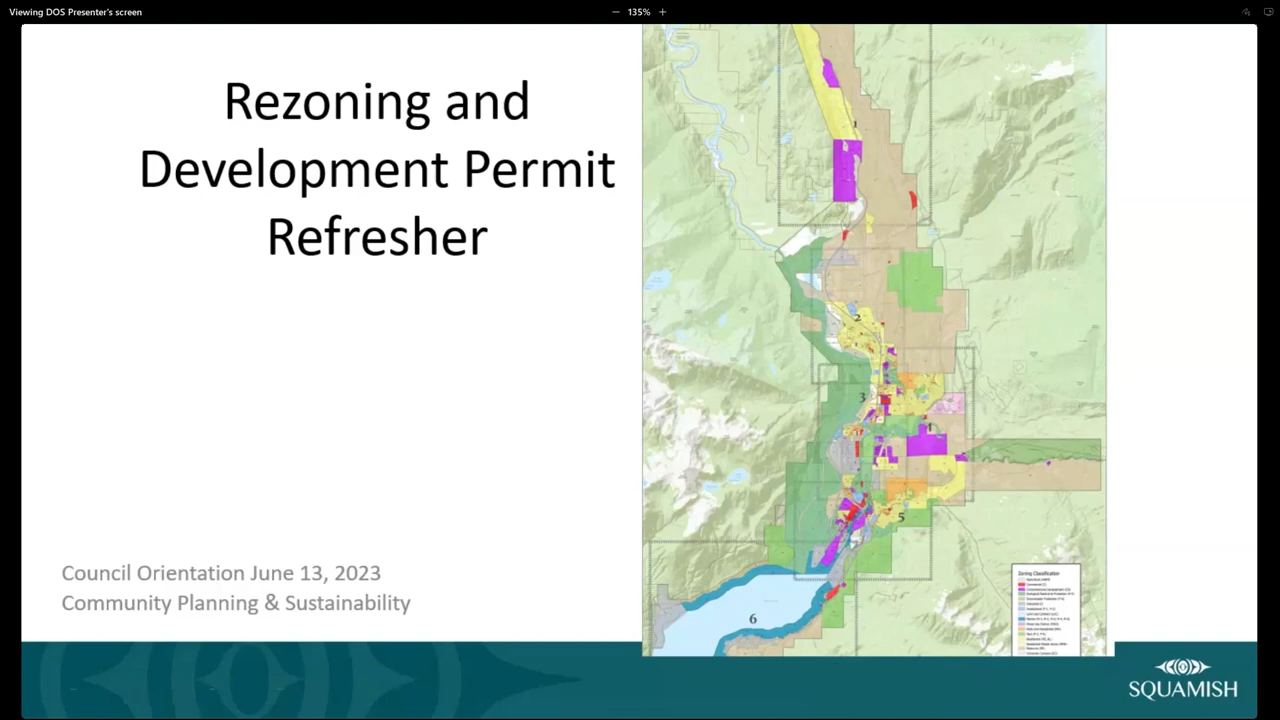 Viewing DOS Presenter's screen
135%
Rezoning and
Development Permit
Refresher
Council Orientation June 13, 2023
Community Planning & Sustainability
1
2
3
4
5
6
Zoning Classification
SQUAMISH